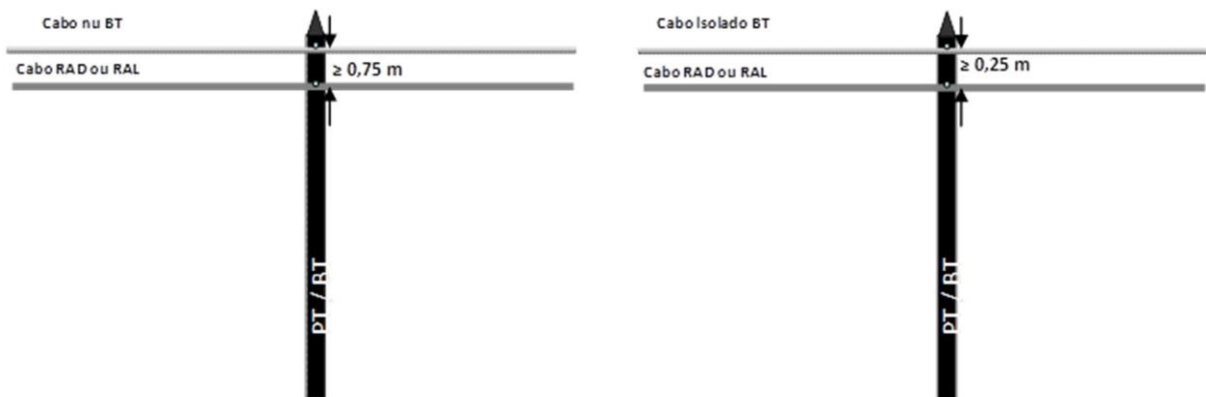 Cabo nu BT
Cabo RAD ou RAL
≥ 0,75 m
PT / BT
Cabo Isolado BT
Cabo RAD ou RAL
≥ 0,25 m
PT / BT